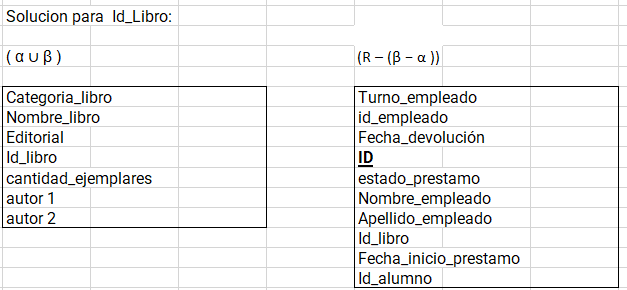 Solucion para  Id_Libro:
( α ∪ β )
(R − (β − α ))
Categoria_libro
Nombre_libro
Editorial
Id_libro
cantidad_ejemplares
autor 1
autor 2
Turno_empleado
id_empleado
Fecha_devolución
ID
estado_prestamo
Nombre_empleado
Apellido_empleado
Id_libro
Fecha_inicio_prestamo
Id_alumno